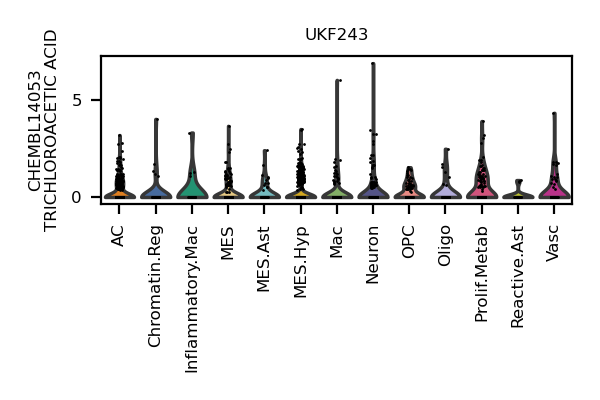 UKF243
CHEMBL14053
TRICHLOROACETIC ACID
5
0
AC
Chromatin.Reg
Inflammatory.Mac
MES
MES.Ast
MES.Hyp
Mac
Neuron
OPC
Oligo
Prolif.Metab
Reactive.Ast
Vasc